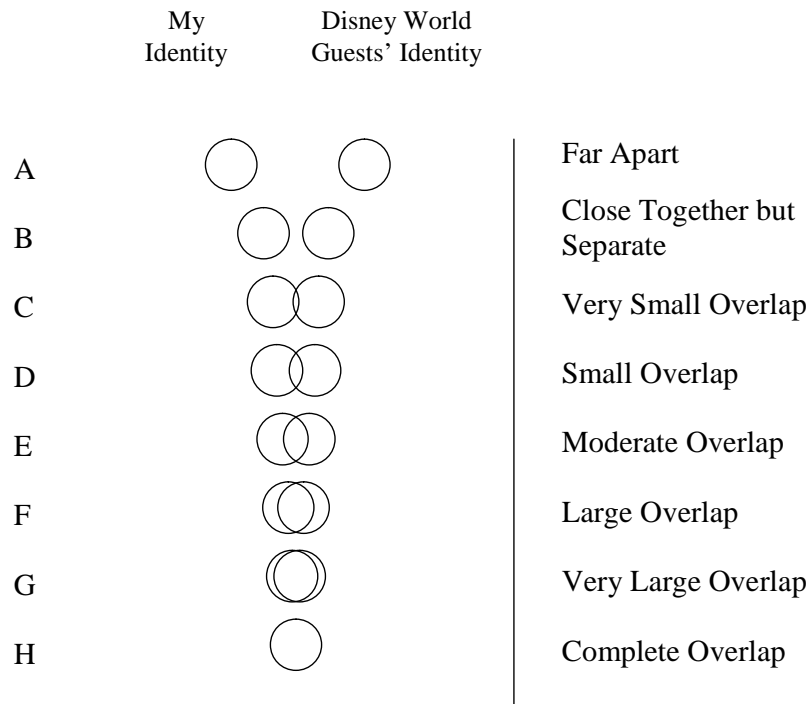 My
Identity
Disney World
Guests’ Identity
A
Far Apart
B
Close Together but
Separate
C
Very Small Overlap
D
Small Overlap
E
Moderate Overlap
F
Large Overlap
G
Very Large Overlap
H
Complete Overlap